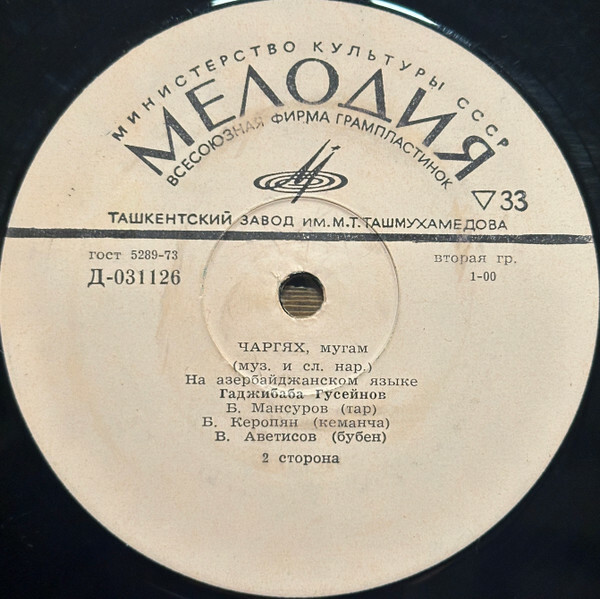 МИНИСТЕРСТВО КУЛЬТУРЫ СССР
МЕЛОДИЯ
ВСЕСОЮЗНАЯ ФИРМА ГРАМПЛАСТИНОК
▽33
ТАШКЕНТСКИЙ ЗАВОД ИМ. М.Т. ТАШМУХАМЕДОВА
гост 5289-73
вторая гр.
Д-031126
1-00
ЧАРГЯХ, мугам
(муз. и сл. нар.)
На азербайджанском языке
Гаджибаба Гусейнов
Б. Мансуров (тар)
Б. Керопян (кеманча)
В. Аветисов (бубен)
2 сторона